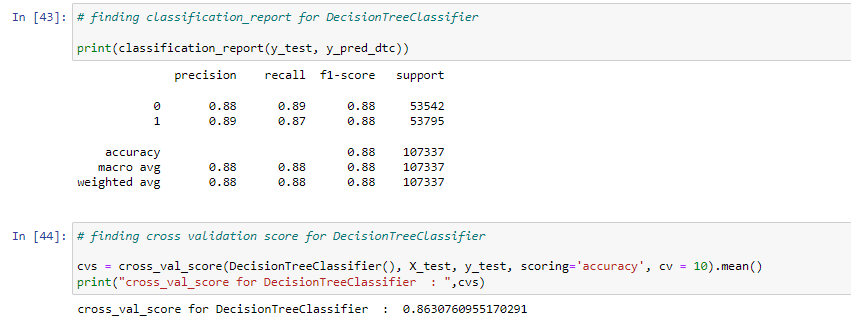 In [43]: # finding classification_report for DecisionTreeClassifier
print(classification_report(y_test, y_pred_dtc))
precision recall f1-score support
0 0.88 0.89 0.88 53542
1 0.89 0.87 0.88 53795
accuracy 0.88 107337
macro avg 0.88 0.88 0.88 107337
weighted avg 0.88 0.88 0.88 107337
In [44]: # finding cross validation score for DecisionTreeClassifier
cvs = cross_val_score(DecisionTreeClassifier(), X_test, y_test, scoring='accuracy', cv = 10).mean()
print("cross_val_score for DecisionTreeClassifier  : ",cvs)
cross_val_score for DecisionTreeClassifier  :  0.8630760955170291